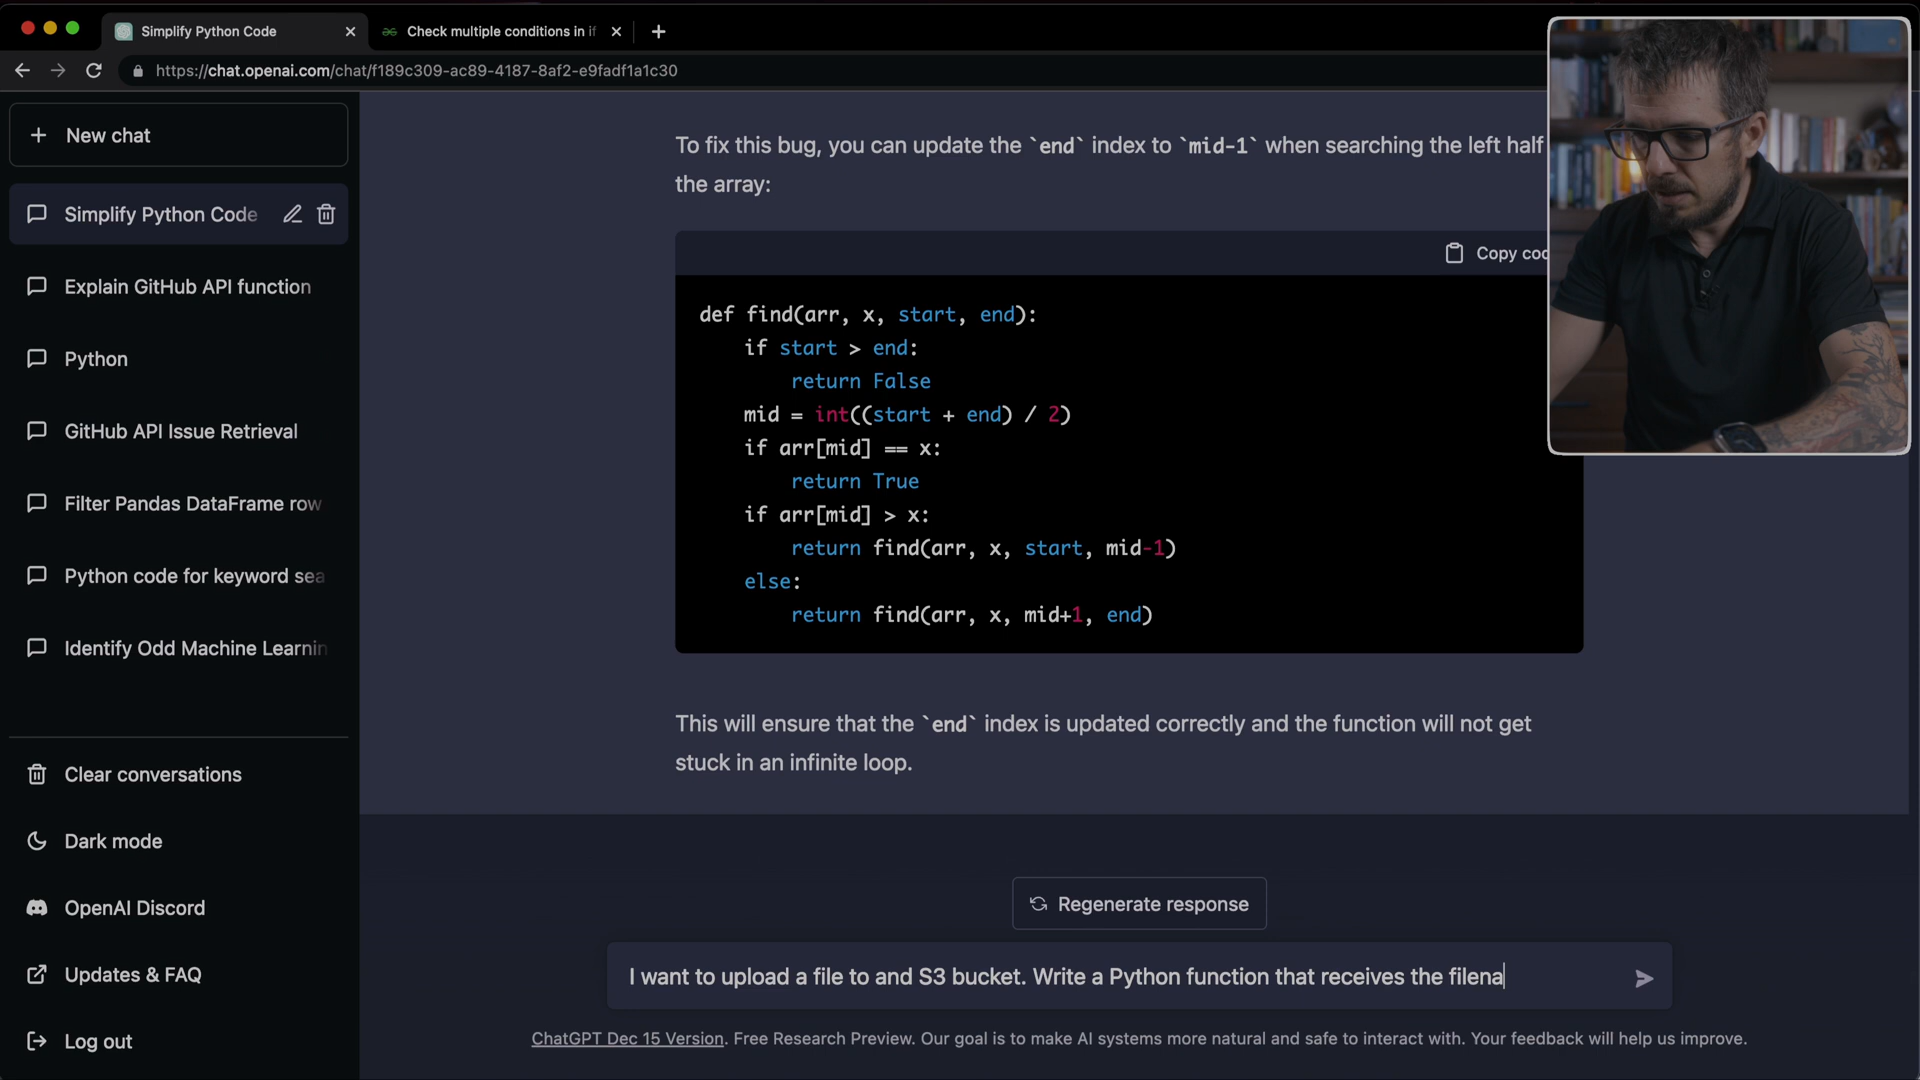 Simplify Python Code
Check multiple conditions in if
https://chat.openai.com/chat/f189c309-ac89-4187-8af2-e9fadf1a1c30
New chat
Simplify Python Code
Explain GitHub API function
Python
GitHub API Issue Retrieval
Filter Pandas DataFrame row
Python code for keyword sea
Identify Odd Machine Learnin
Clear conversations
Dark mode
OpenAI Discord
Updates & FAQ
Log out
To fix this bug, you can update the `end` index to `mid-1` when searching the left half
the array:
Copy cod
def find(arr, x, start, end):
    if start > end:
        return False
    mid = int((start + end) / 2)
    if arr[mid] == x:
        return True
    if arr[mid] > x:
        return find(arr, x, start, mid-1)
    else:
        return find(arr, x, mid+1, end)
This will ensure that the `end` index is updated correctly and the function will not get
stuck in an infinite loop.
Regenerate response
I want to upload a file to and S3 bucket. Write a Python function that receives the filena
ChatGPT Dec 15 Version. Free Research Preview. Our goal is to make AI systems more natural and safe to interact with. Your feedback will help us improve.